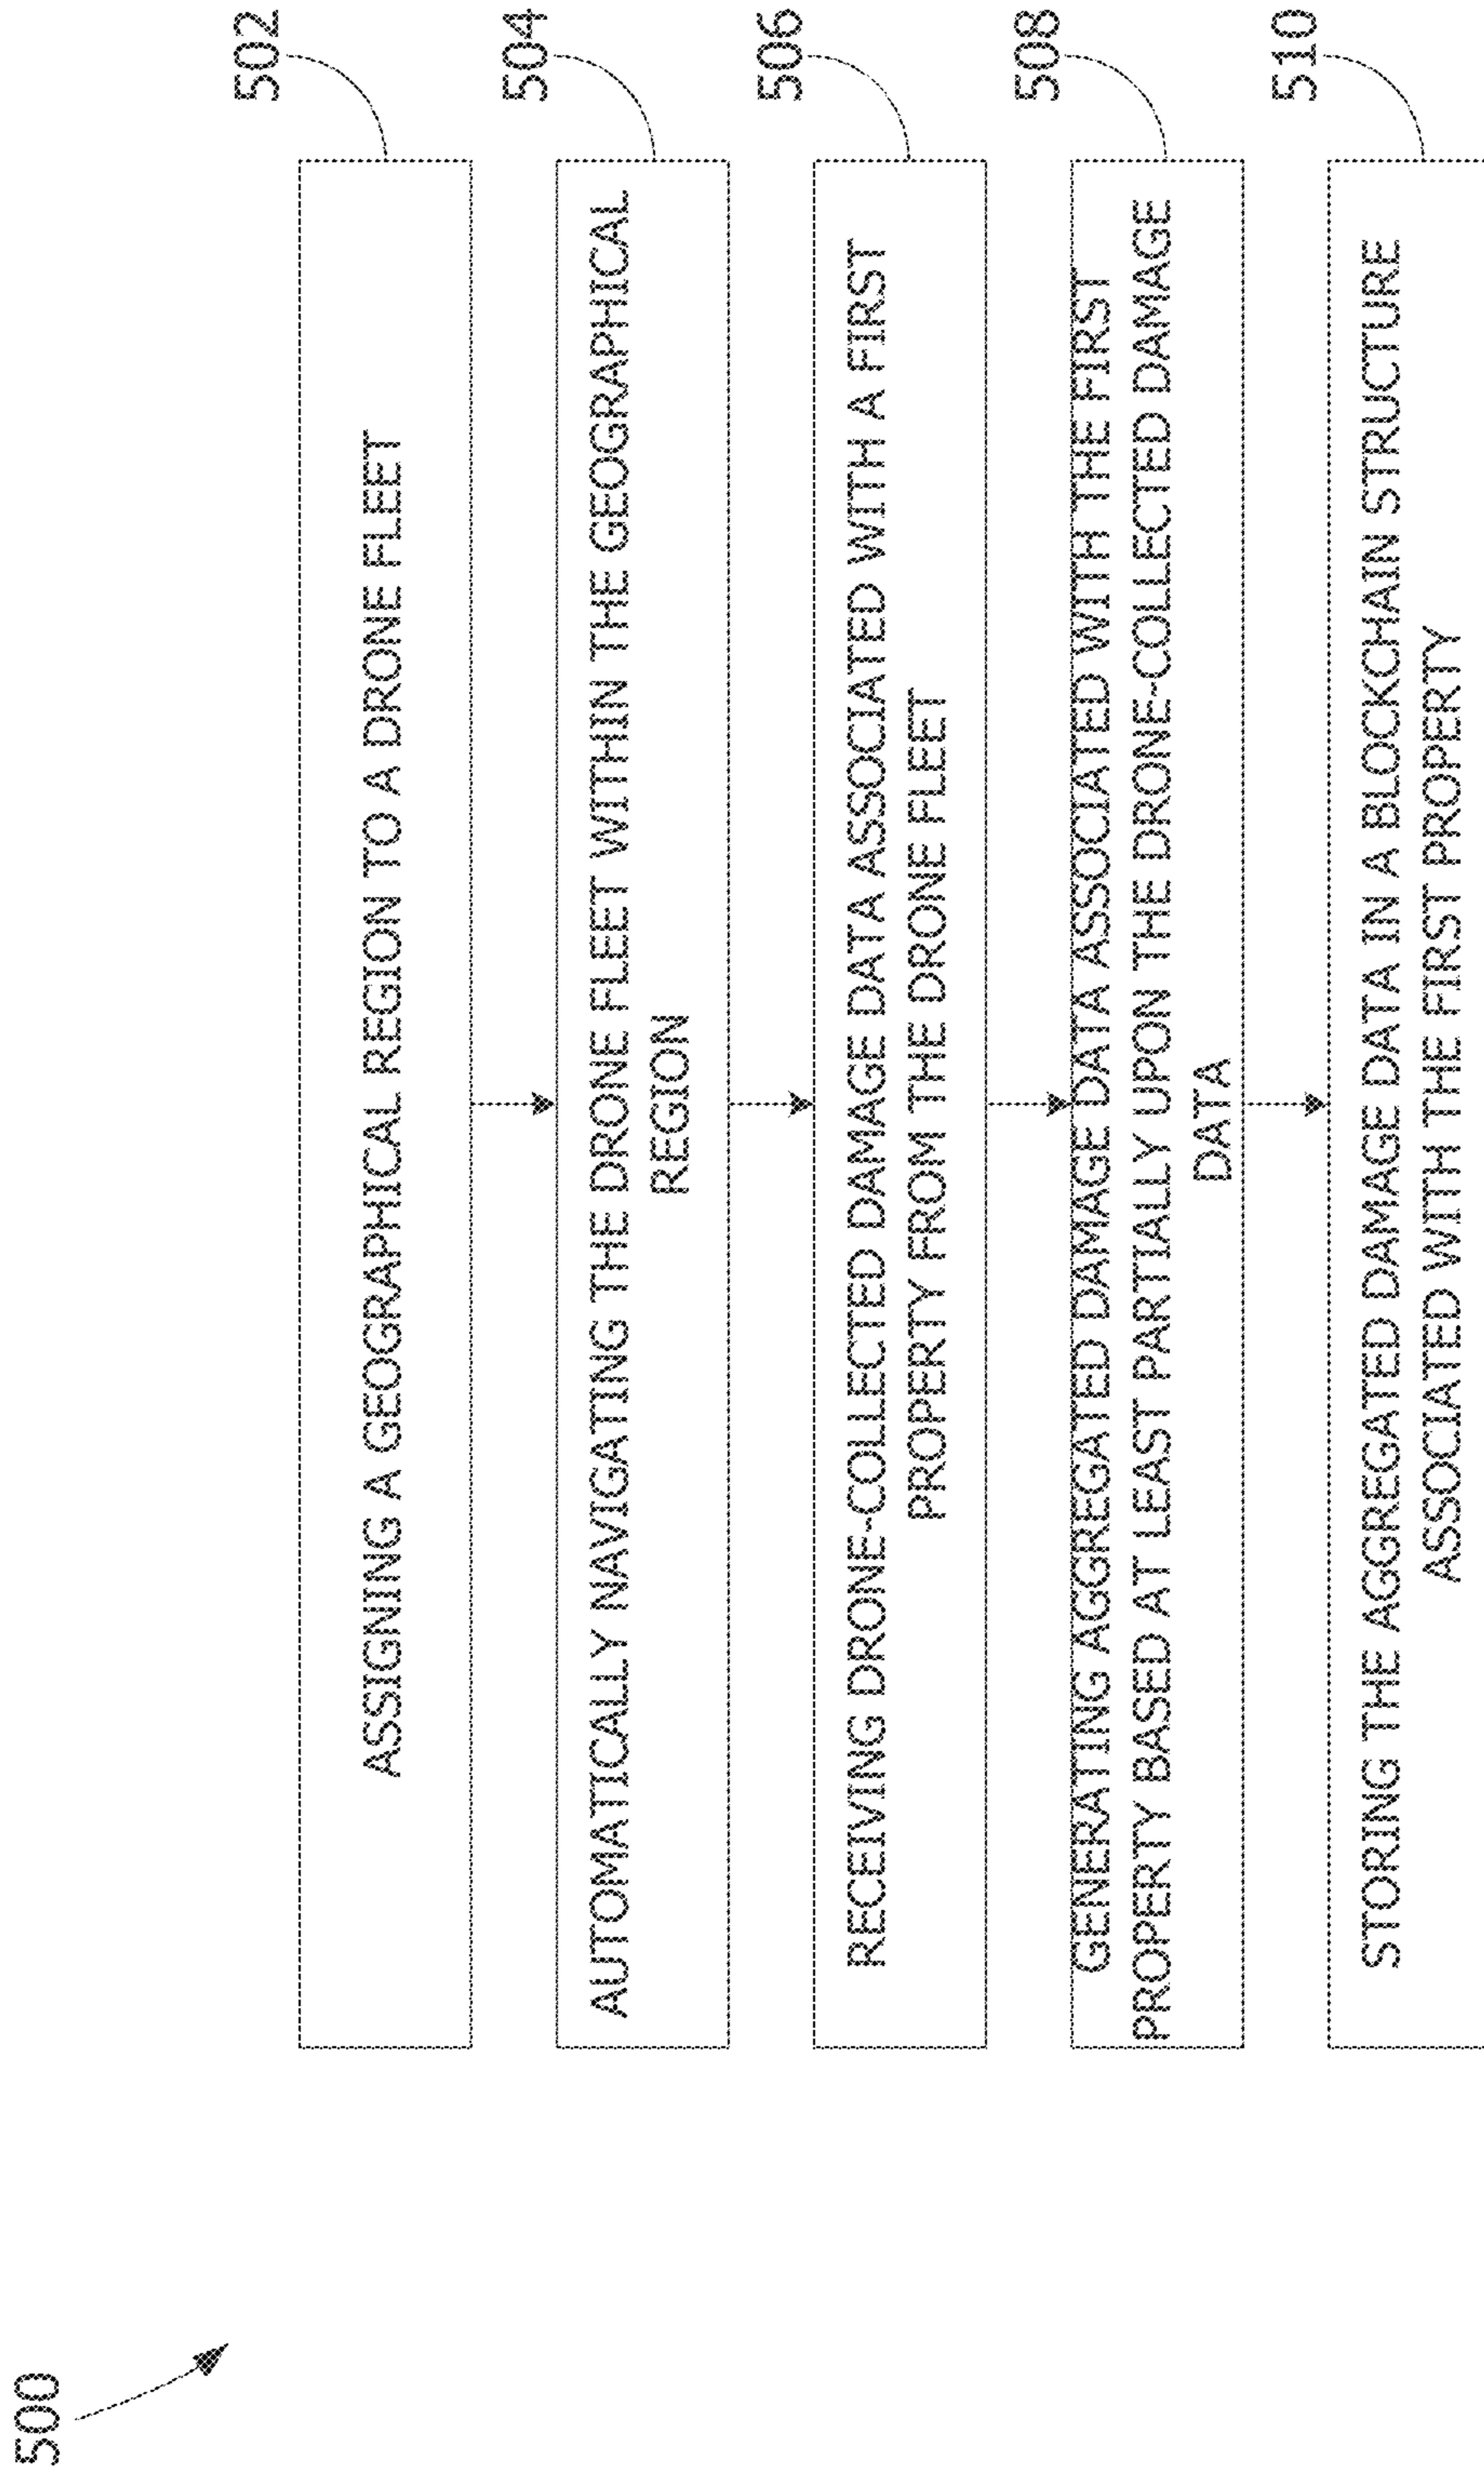 500
502
ASSIGNING A GEOGRAPHICAL REGION TO A DRONE FLEET
504
AUTOMATICALLY NAVIGATING THE DRONE FLEET WITHIN THE GEOGRAPHICAL
REGION
506
RECEIVING DRONE-COLLECTED DAMAGE DATA ASSOCIATED WITH A FIRST
PROPERTY FROM THE DRONE FLEET
508
GENERATING AGGREGATED DAMAGE DATA ASSOCIATED WITH THE FIRST
PROPERTY BASED AT LEAST PARTIALLY UPON THE DRONE-COLLECTED DAMAGE
DATA
510
STORING THE AGGREGATED DAMAGE DATA IN A BLOCKCHAIN STRUCTURE
ASSOCIATED WITH THE FIRST PROPERTY